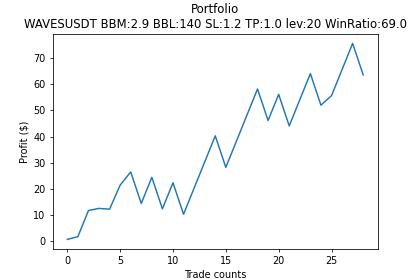 Portfolio
WAVESUSDT BBM:2.9 BBL:140 SL:1.2 TP:1.0 lev:20 WinRatio:69.0
70
60
50
40
30
20
10
0
Profit ($)
0 5 10 15 20 25
Trade counts